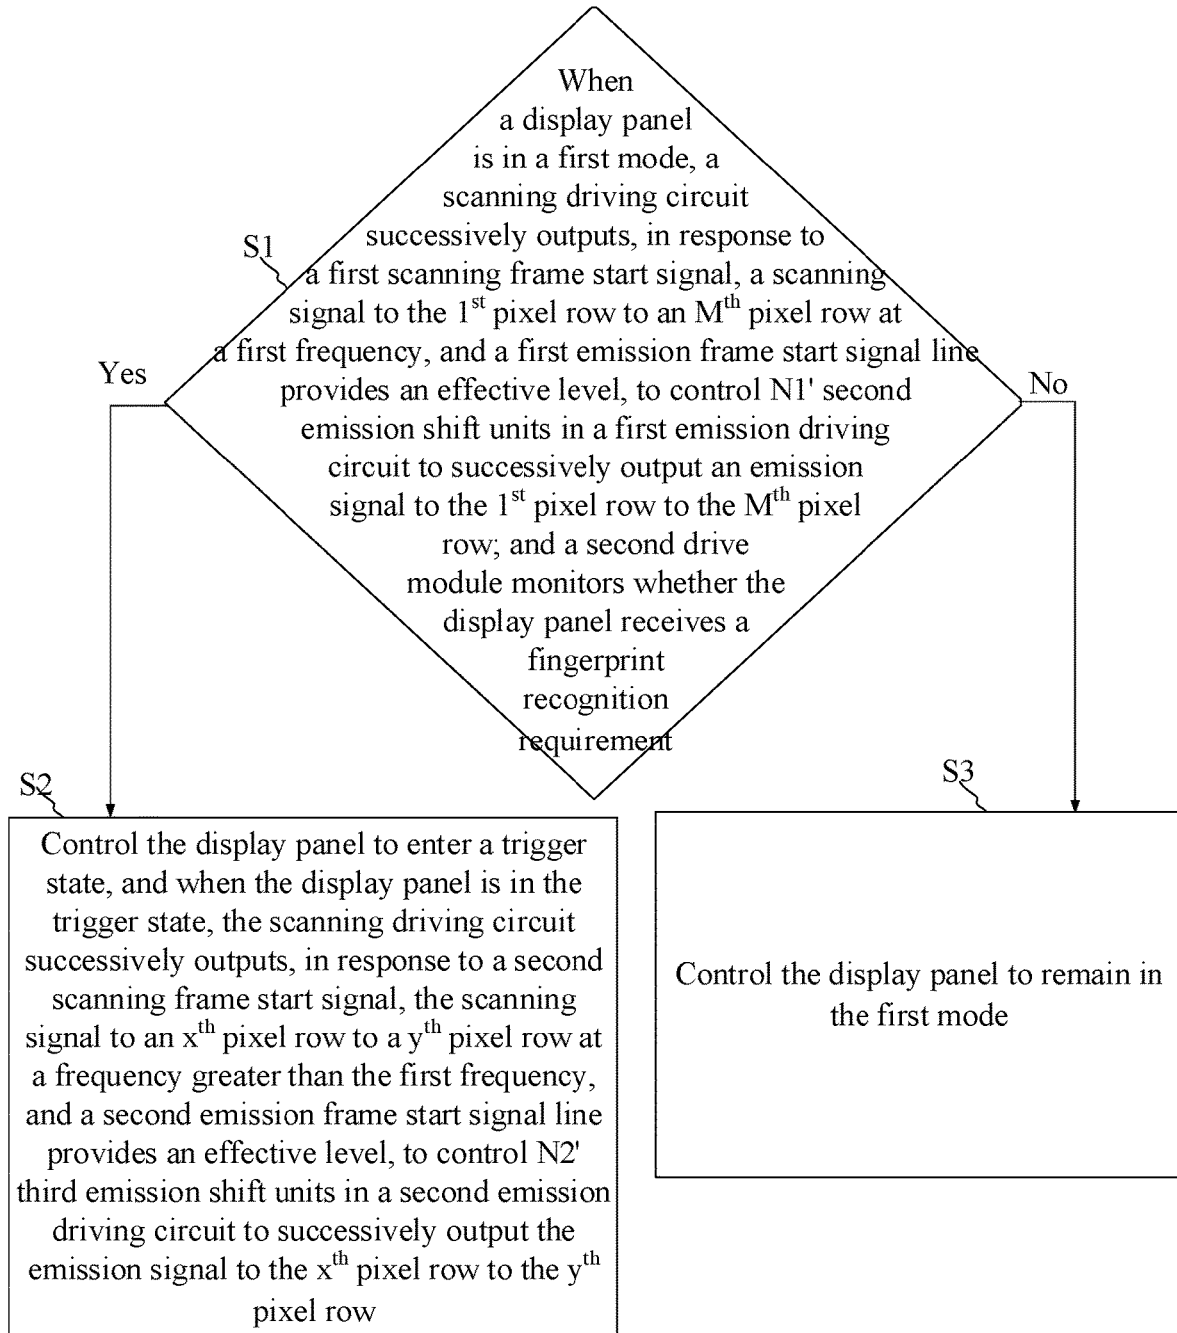 When
a display panel
is in a first mode, a
scanning driving circuit
successively outputs, in response to
S1
a first scanning frame start signal, a scanning
signal to the 1st pixel row to an Mth pixel row at
a first frequency, and a first emission frame start signal line
Yes
provides an effective level, to control N1' second
No
emission shift units in a first emission driving
circuit to successively output an emission
signal to the 1st pixel row to the Mth pixel
row; and a second drive
module monitors whether the
display panel receives a
fingerprint
recognition
requirement
S2
Control the display panel to enter a trigger
state, and when the display panel is in the
trigger state, the scanning driving circuit
successively outputs, in response to a second
scanning frame start signal, the scanning
signal to an xth pixel row to a yth pixel row at
a frequency greater than the first frequency,
and a second emission frame start signal line
provides an effective level, to control N2'
third emission shift units in a second emission
driving circuit to successively output the
emission signal to the xth pixel row to the yth
pixel row
S3
Control the display panel to remain in
the first mode